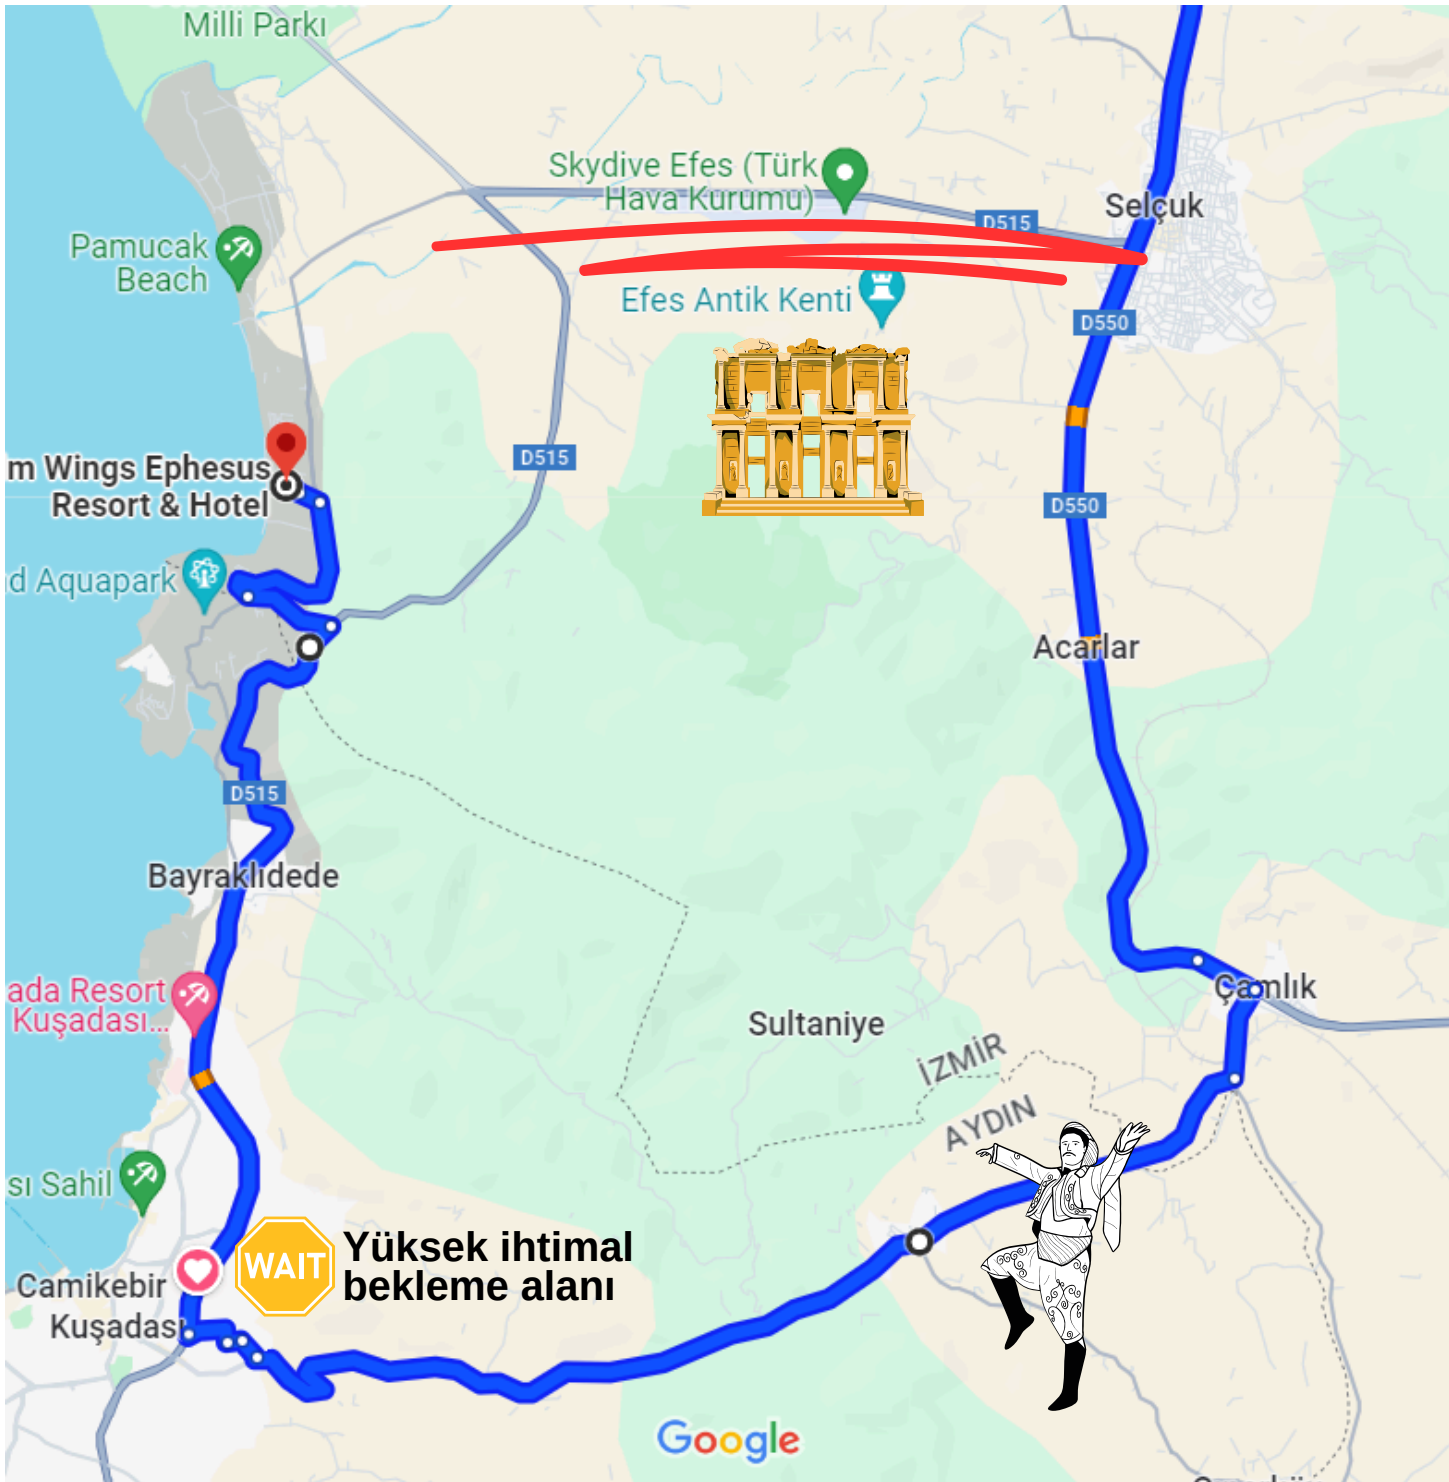 Milli Parkı
Skydive Efes (Türk
Hava Kurumu)
D515
Selçuk
Pamucak
Beach
Efes Antik Kenti
D550
D515
m Wings Ephesus
Resort & Hotel
D550
d Aquapark
Acarlar
D515
Bayraklıdede
ada Resort
Kuşadası...
Çamlık
Sultaniye
İZMİR
AYDIN
sı Sahil
WAIT
Yüksek ihtimal
bekleme alanı
Camikebir
Kuşadası
Google